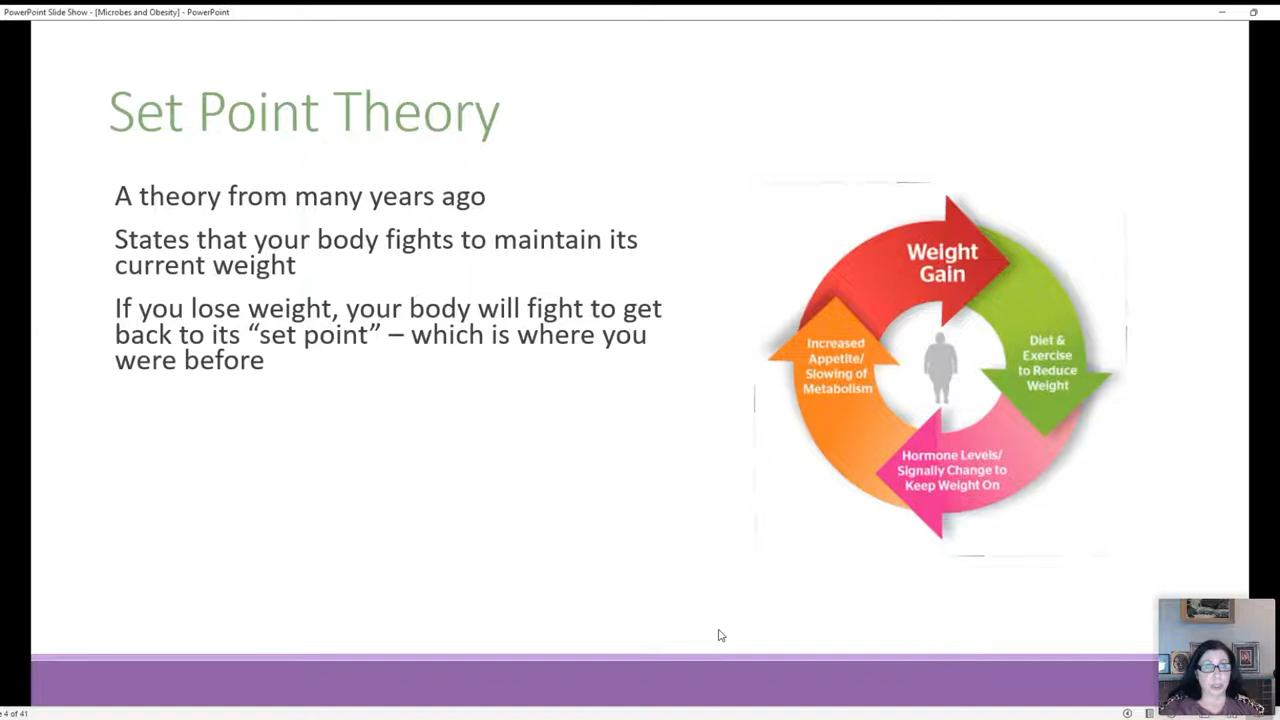 PowerPoint Slide Show - [Microbes and Obesity] - PowerPoint
Set Point Theory
A theory from many years ago
States that your body fights to maintain its
current weight
If you lose weight, your body will fight to get
back to its “set point” – which is where you
were before
Weight
Gain
Diet &
Exercise
to Reduce
Weight
Hormone Levels/
Signally Change to
Keep Weight On
Increased
Appetite/
Slowing of
Metabolism
4 of 41